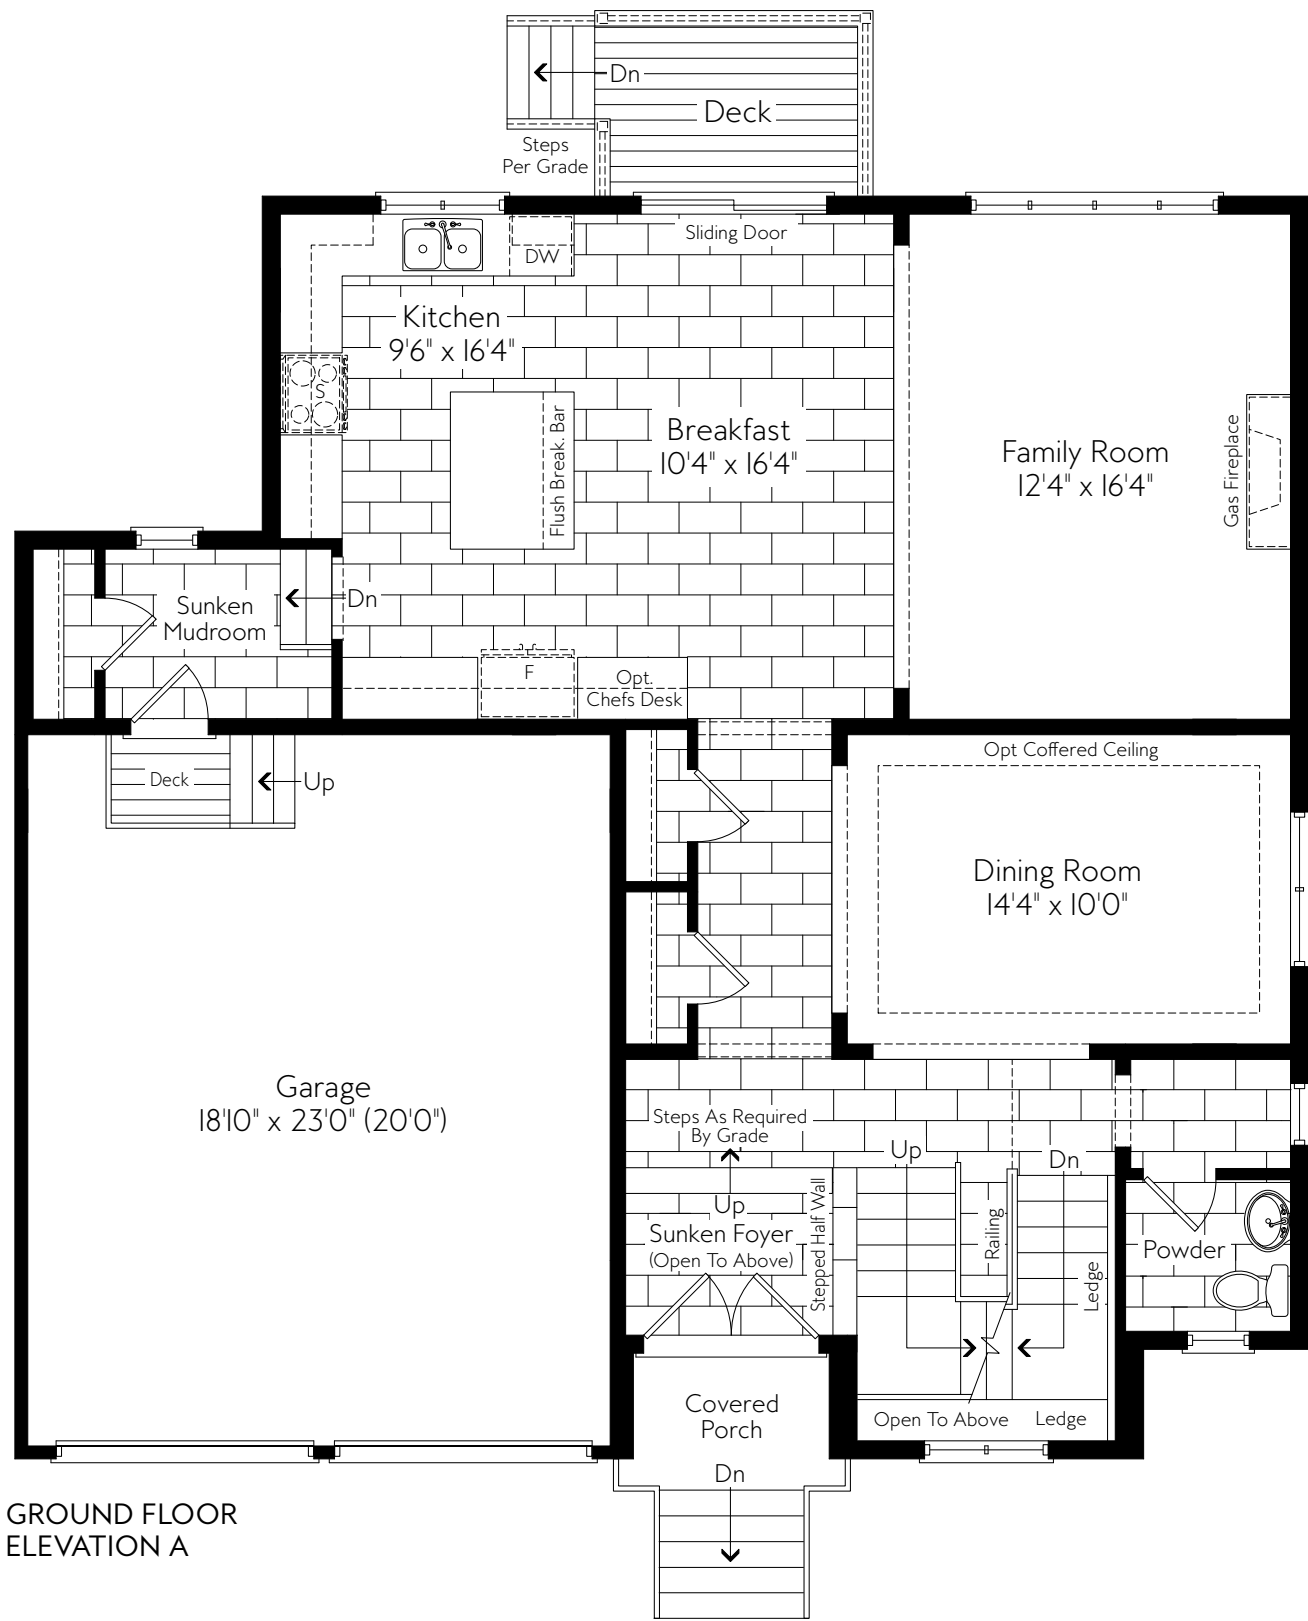 Dn
Deck
Steps
Per Grade
Sliding Door
DW
Kitchen
9'6" x 16'4"
S
Flush Break. Bar
Breakfast
10'4" x 16'4"
Family Room
12'4" x 16'4"
Gas Fireplace
Sunken
Mudroom
Dn
F
Opt.
Chefs Desk
Deck
Up
Opt Coffered Ceiling
Dining Room
14'4" x 10'0"
Garage
18'10" x 23'0" (20'0")
Steps As Required
By Grade
Up
Dn
Up
Sunken Foyer
(Open To Above)
Stepped Half Wall
Railing
Ledge
Powder
Covered
Porch
Open To Above
Ledge
Dn
GROUND FLOOR
ELEVATION A